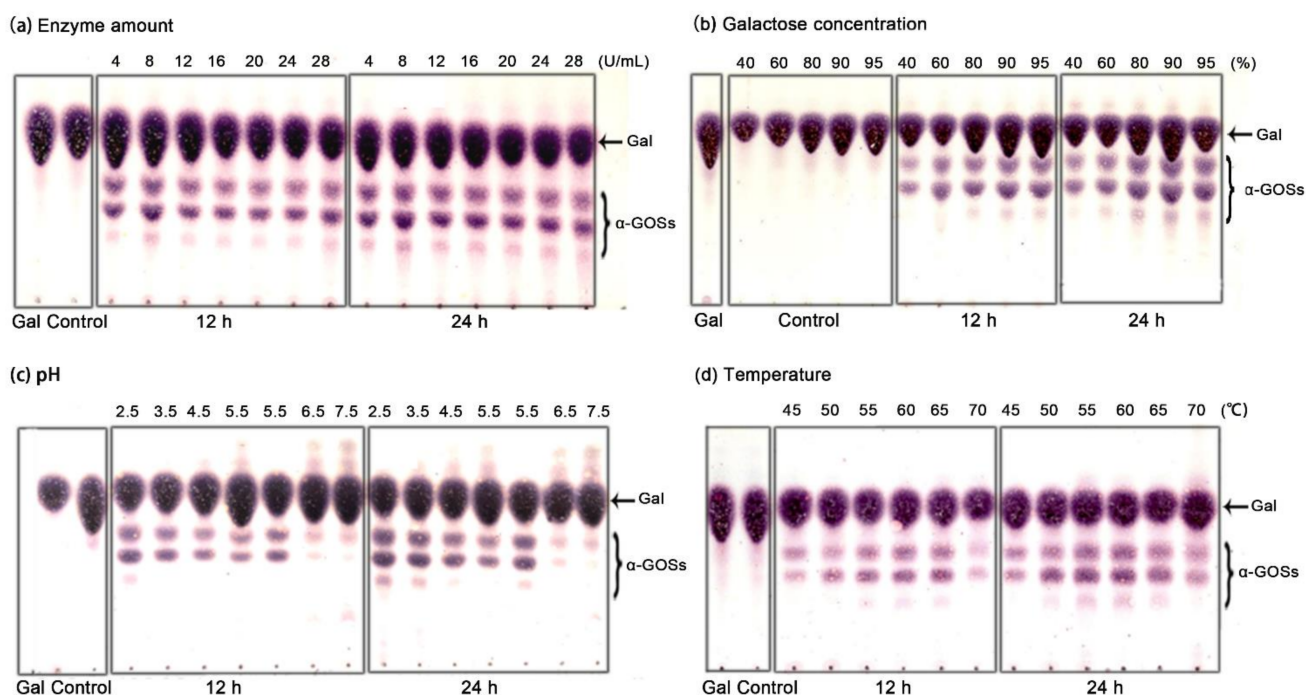 (a) Enzyme amount
4 8 12 16 20 24 28 4 8 12 16 20 24 28 (U/mL)
Gal
α-GOSs
Gal Control 12 h 24 h
(b) Galactose concentration
40 60 80 90 95 40 60 80 90 95 40 60 80 90 95 (%)
Gal
α-GOSs
Gal Control 12 h 24 h
(c) pH
2.5 3.5 4.5 5.5 5.5 6.5 7.5 2.5 3.5 4.5 5.5 5.5 6.5 7.5
Gal
α-GOSs
Gal Control 12 h 24 h
(d) Temperature
45 50 55 60 65 70 45 50 55 60 65 70 (℃)
Gal
α-GOSs
Gal Control 12 h 24 h